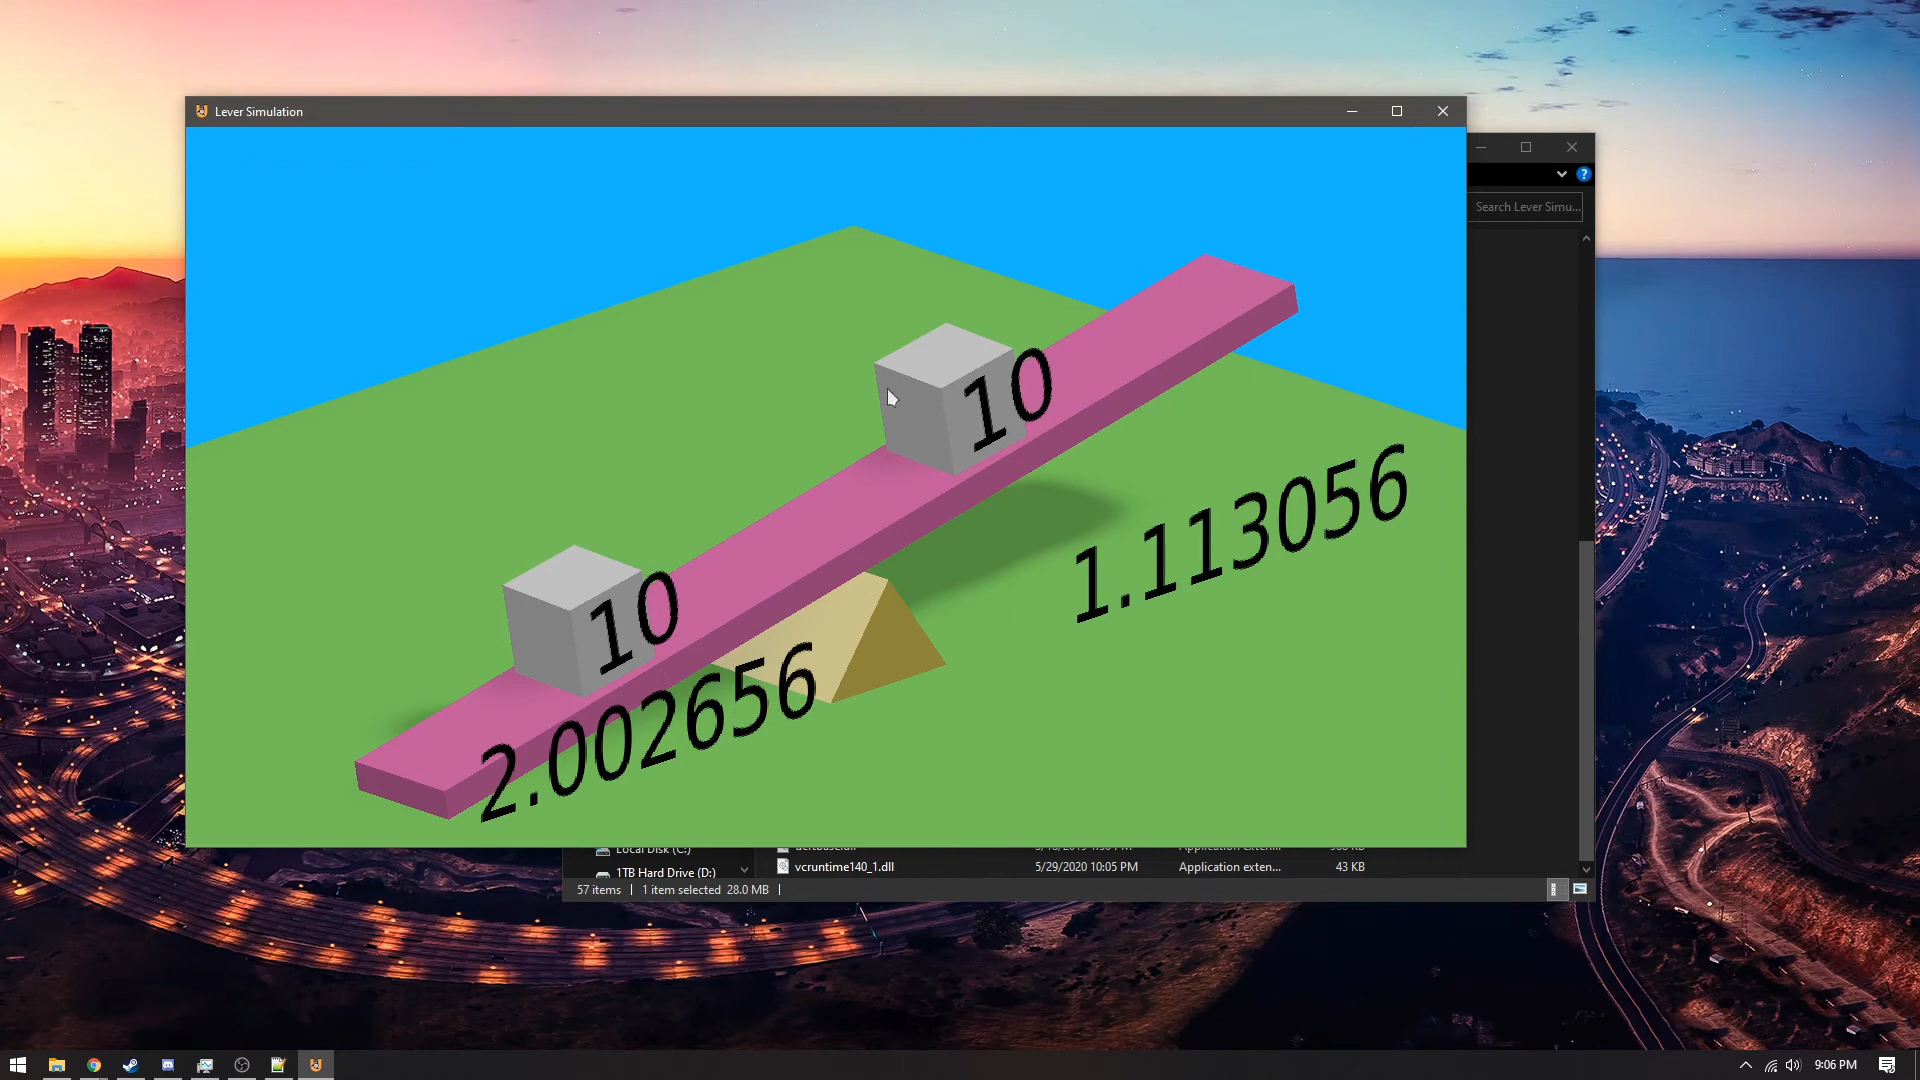 Lever Simulation
?
Search Lever Simu...
10
10
1.113056
2.002656
Local Disk (C:)
vcruntime140_1.dll 5/29/2020 10:05 PM Application exten... 43 KB
1TB Hard Drive (D:)
57 items | 1 item selected 28.0 MB |
9:06 PM